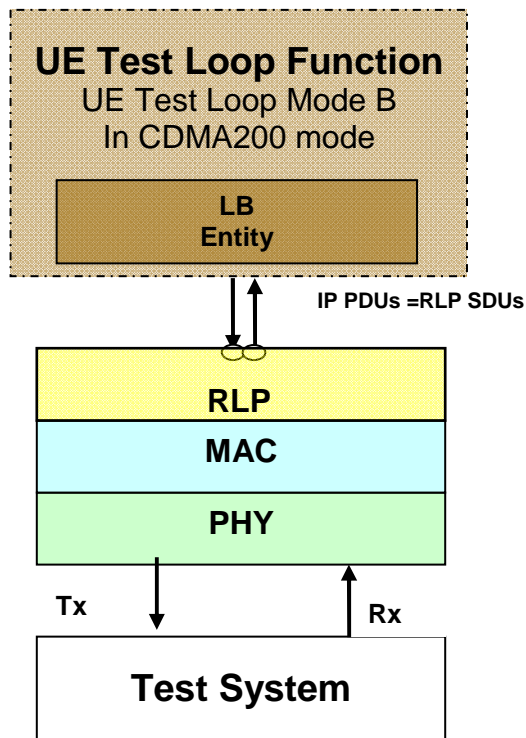 UE Test Loop Function
UE Test Loop Mode B
In CDMA200 mode
LB
Entity
IP PDUs =RLP SDUs
RLP
MAC
PHY
Tx
Rx
Test System